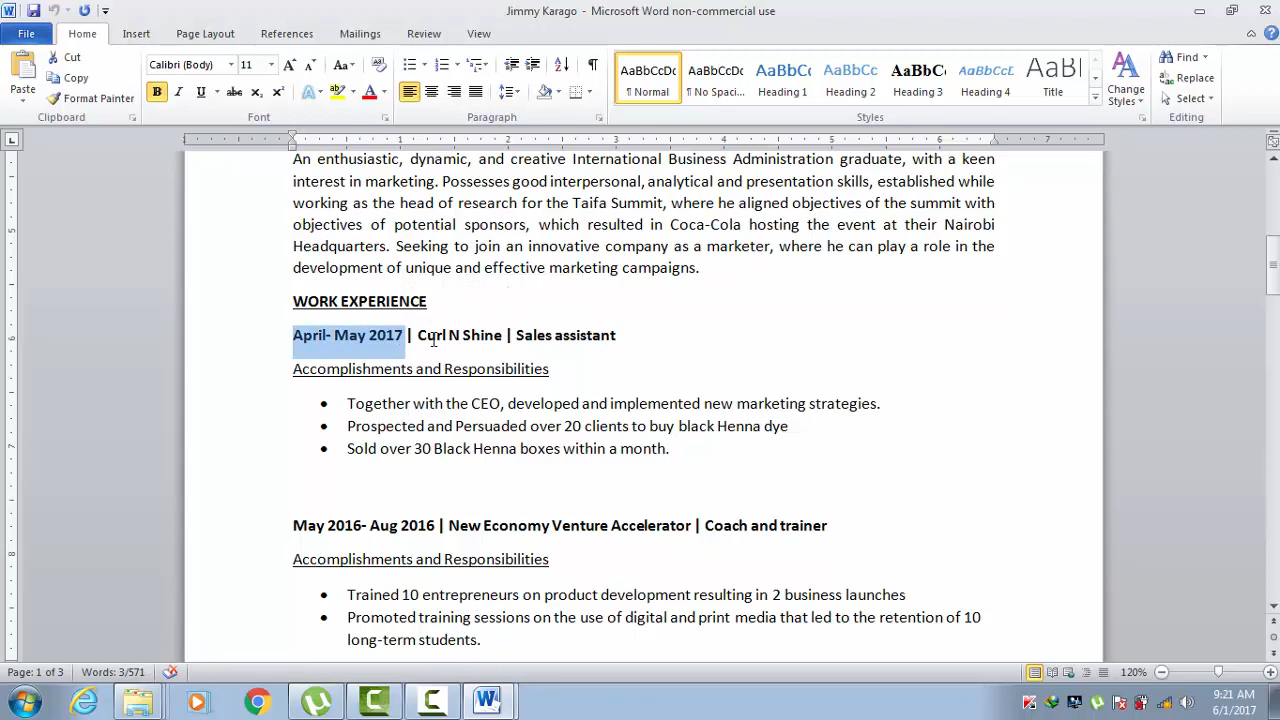 Jimmy Karago - Microsoft Word non-commercial use
File Home Insert Page Layout References Mailings Review View
Paste
Cut
Copy
Format Painter
Clipboard
Calibri (Body) 11
Font
Paragraph
AaBbCcDc AaBbCcDc AaBbCc AaBbCc AaBbCc AaBbCcDc AaBbl
¶ Normal ¶ No Spaci... Heading 1 Heading 2 Heading 3 Heading 4 Title
Change Styles
Styles
Find
Replace
Select
Editing
1 2 3 4 5 6 7
An enthusiastic, dynamic, and creative International Business Administration graduate, with a keen
interest in marketing. Possesses good interpersonal, analytical and presentation skills, established while
working as the head of research for the Taifa Summit, where he aligned objectives of the summit with
objectives of potential sponsors, which resulted in Coca-Cola hosting the event at their Nairobi
Headquarters. Seeking to join an innovative company as a marketer, where he can play a role in the
development of unique and effective marketing campaigns.
WORK EXPERIENCE
April- May 2017 | Curl N Shine | Sales assistant
Accomplishments and Responsibilities
• Together with the CEO, developed and implemented new marketing strategies.
• Prospected and Persuaded over 20 clients to buy black Henna dye
• Sold over 30 Black Henna boxes within a month.
May 2016- Aug 2016 | New Economy Venture Accelerator | Coach and trainer
Accomplishments and Responsibilities
• Trained 10 entrepreneurs on product development resulting in 2 business launches
• Promoted training sessions on the use of digital and print media that led to the retention of 10
long-term students.
Page: 1 of 3 Words: 3/571 120%
9:21 AM
6/1/2017